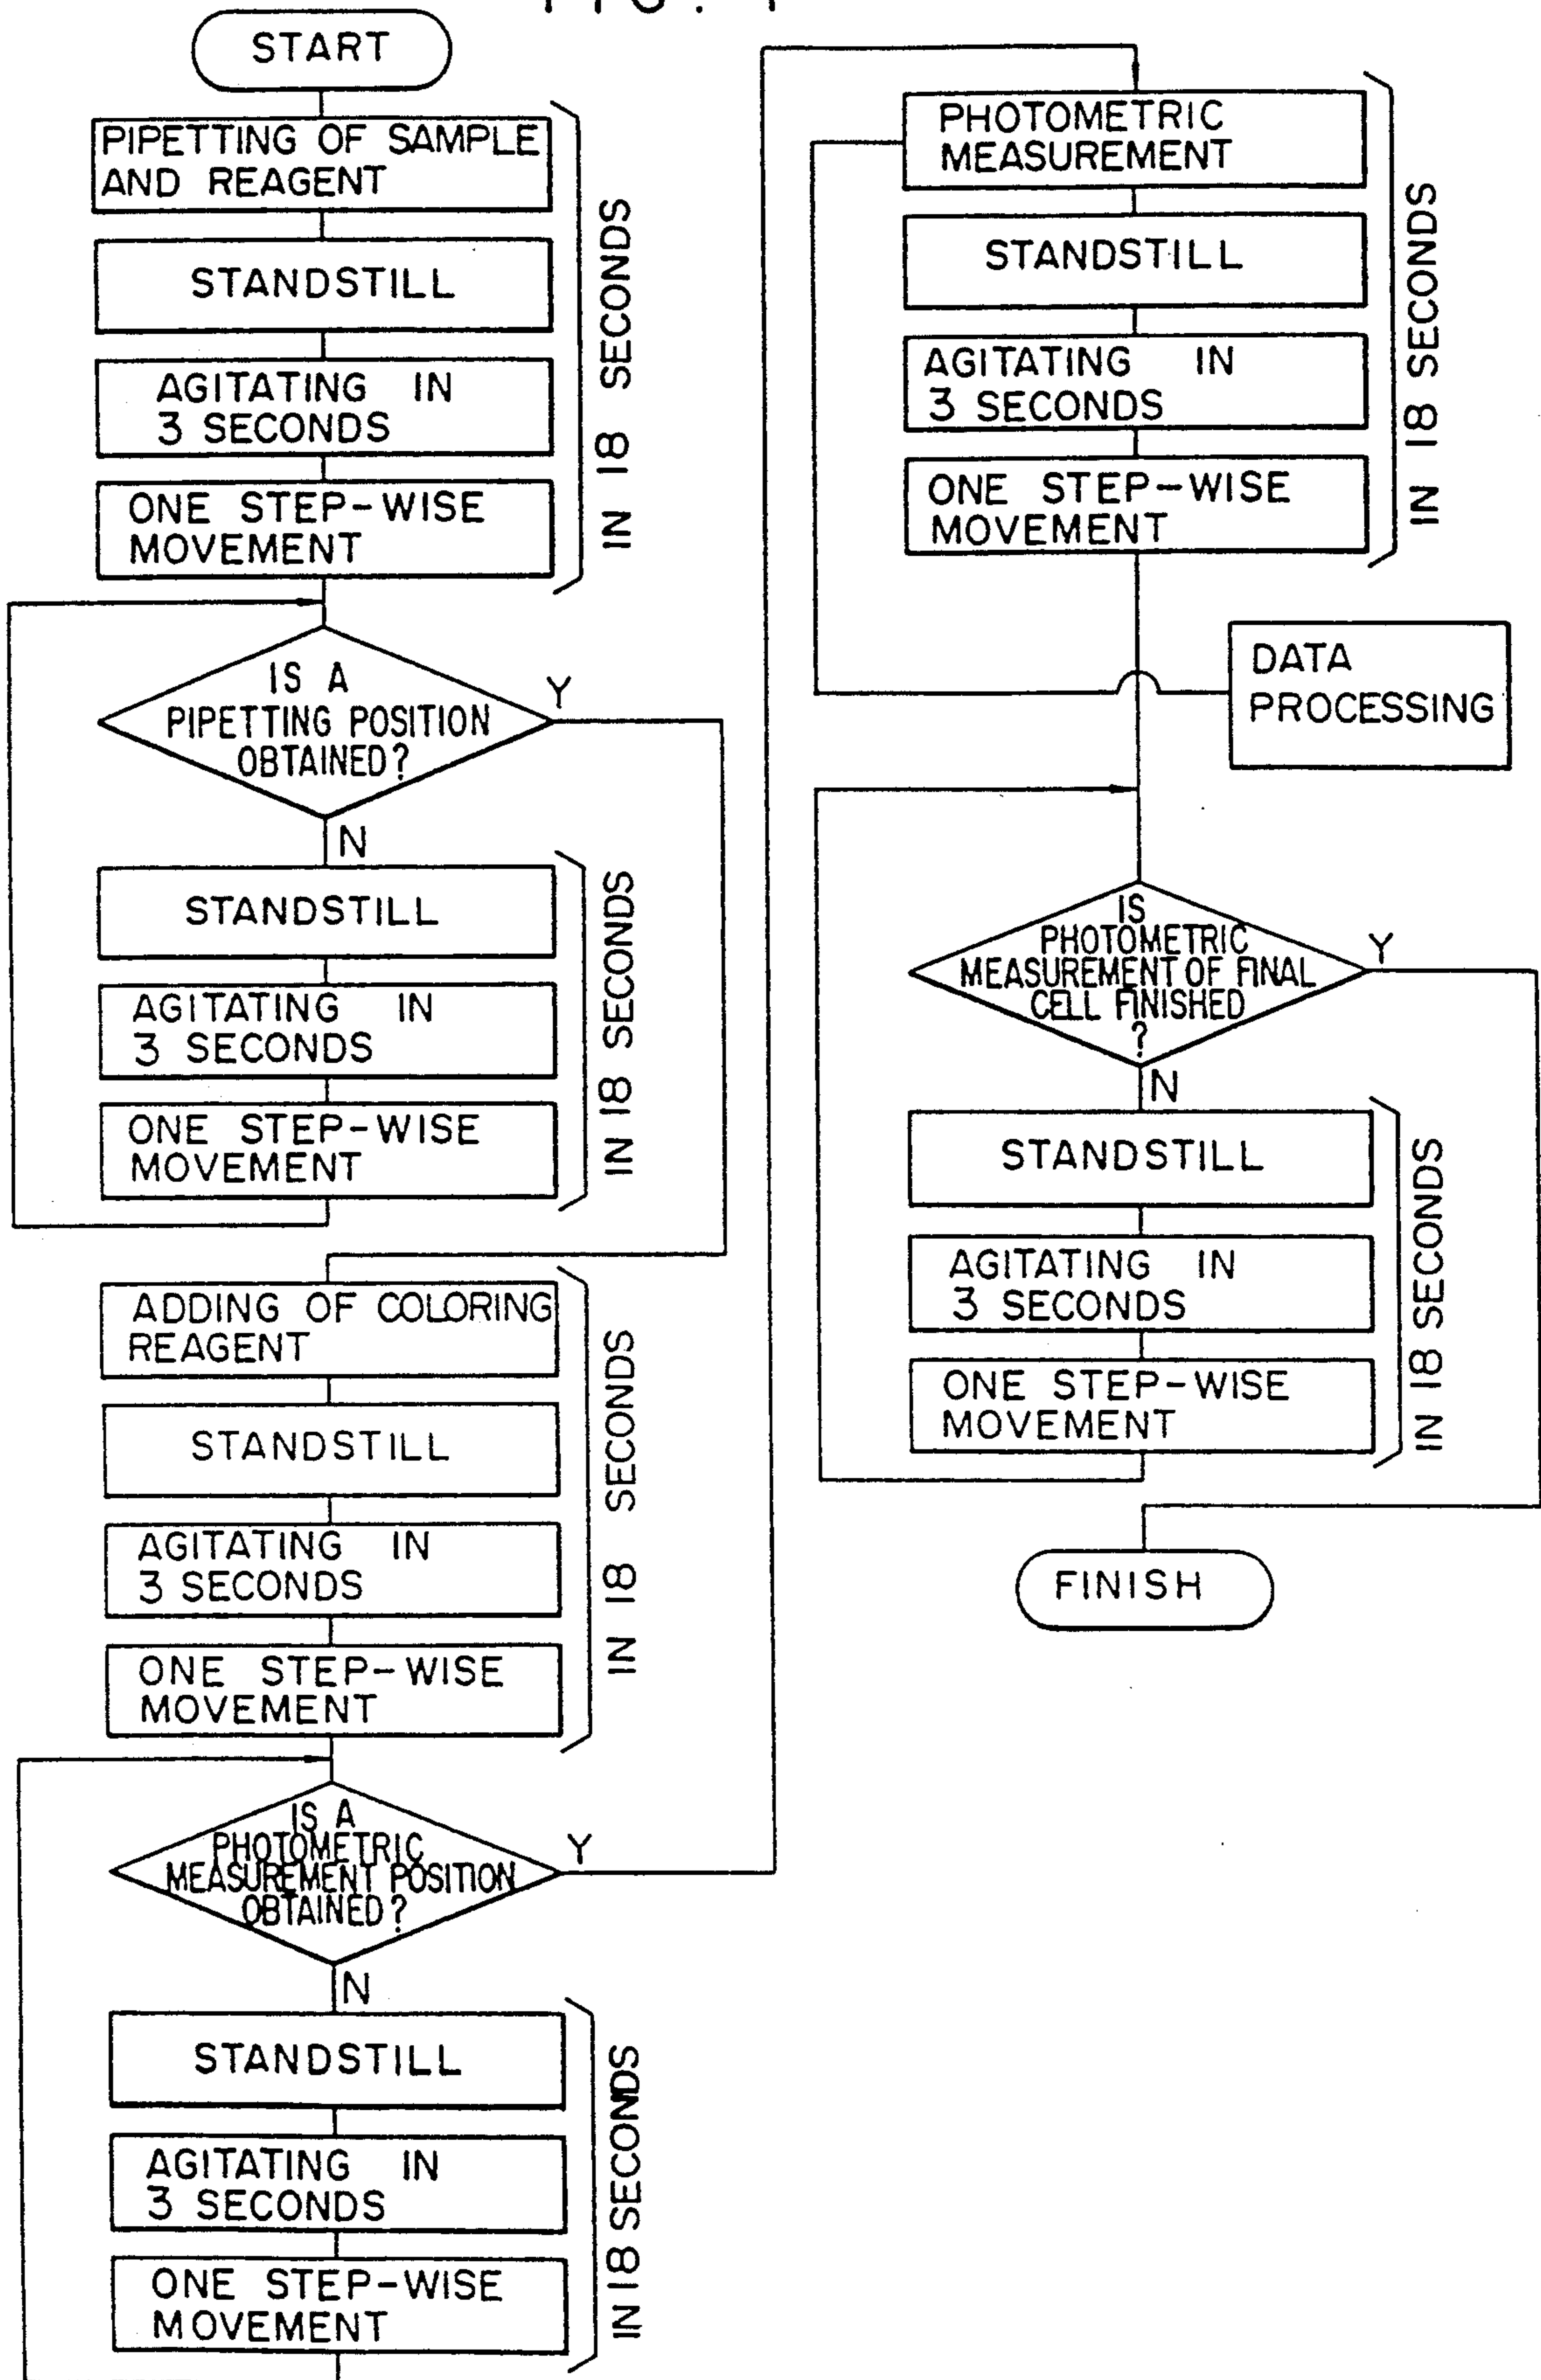 START
PIPETTING OF SAMPLE
AND REAGENT
STANDSTILL
AGITATING IN
3 SECONDS
ONE STEP-WISE
MOVEMENT
IN 18 SECONDS
IS A
PIPETTING POSITION
OBTAINED?
Y
N
STANDSTILL
AGITATING IN
3 SECONDS
ONE STEP-WISE
MOVEMENT
IN 18 SECONDS
ADDING OF COLORING
REAGENT
STANDSTILL
AGITATING IN
3 SECONDS
ONE STEP-WISE
MOVEMENT
IN 18 SECONDS
IS A
PHOTOMETRIC
MEASUREMENT POSITION
OBTAINED?
Y
N
STANDSTILL
AGITATING IN
3 SECONDS
ONE STEP-WISE
MOVEMENT
IN 18 SECONDS
PHOTOMETRIC
MEASUREMENT
STANDSTILL
AGITATING IN
3 SECONDS
ONE STEP-WISE
MOVEMENT
IN 18 SECONDS
DATA
PROCESSING
IS
PHOTOMETRIC
MEASUREMENT OF FINAL
CELL FINISHED
?
Y
N
STANDSTILL
AGITATING IN
3 SECONDS
ONE STEP-WISE
MOVEMENT
IN 18 SECONDS
FINISH